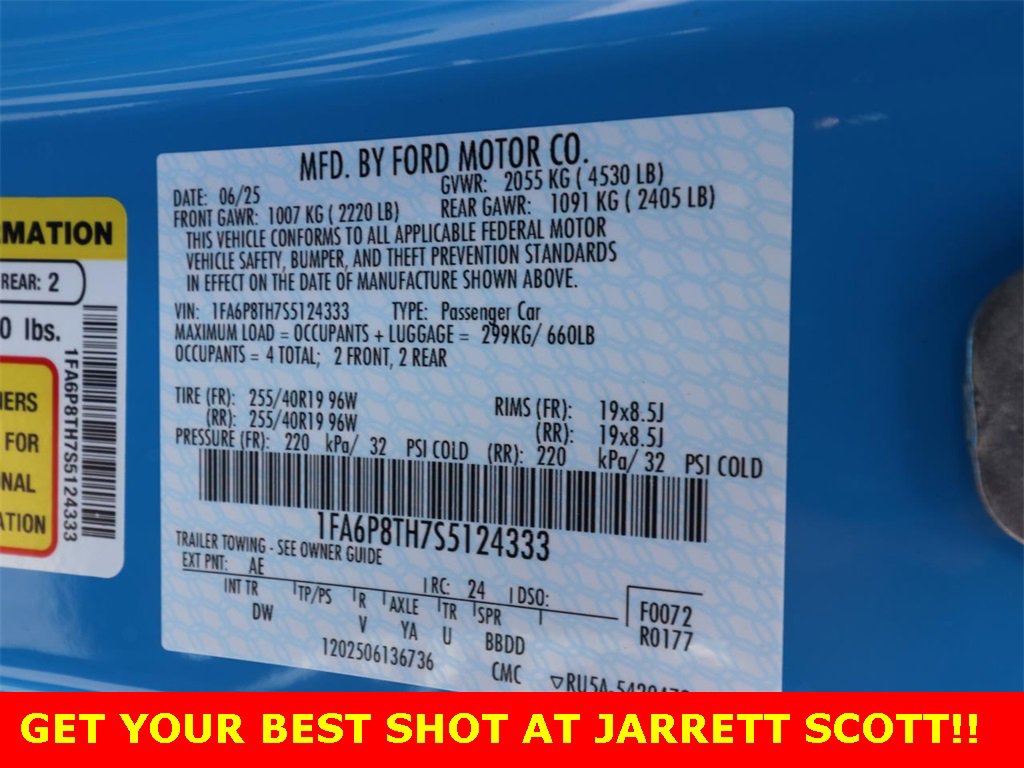 MFD. BY FORD MOTOR CO.
DATE: 06/25 GVWR: 2055 KG ( 4530 LB)
FRONT GAWR: 1007 KG ( 2220 LB) REAR GAWR: 1091 KG ( 2405 LB)
THIS VEHICLE CONFORMS TO ALL APPLICABLE FEDERAL MOTOR
VEHICLE SAFETY, BUMPER, AND THEFT PREVENTION STANDARDS
IN EFFECT ON THE DATE OF MANUFACTURE SHOWN ABOVE.
VIN: 1FA6P8TH7S5124333 TYPE: Passenger Car
MAXIMUM LOAD = OCCUPANTS + LUGGAGE = 299KG/ 660LB
OCCUPANTS = 4 TOTAL; 2 FRONT, 2 REAR
TIRE (FR): 255/40R19 96W RIMS (FR): 19x8.5J
(RR): 255/40R19 96W (RR): 19x8.5J
PRESSURE (FR): 220 kPa/ 32 PSI COLD (RR): 220 kPa/ 32 PSI COLD
1FA6P8TH7S5124333
TRAILER TOWING - SEE OWNER GUIDE
EXT PNT: AE RC: 24 DSO:
INT TR TP/PS R AXLE TR SPR
DW V YA U BBDD
F0072
R0177
1202506136736 CMC
REAR: 2
lbs.
FOR
1FA6P8TH7S5124333
GET YOUR BEST SHOT AT JARRETT SCOTT!!